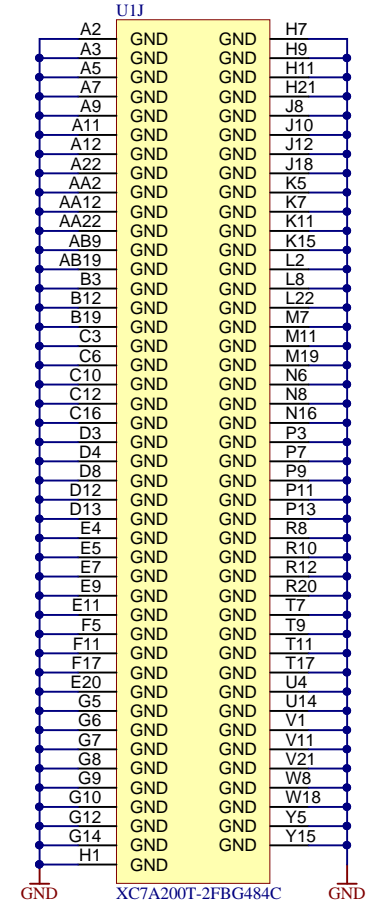 U1J
A2 GND GND H7
A3 GND GND H9
A5 GND GND H11
A7 GND GND H21
A9 GND GND J8
A11 GND GND J10
A12 GND GND J12
A22 GND GND J18
AA2 GND GND K5
AA12 GND GND K7
AA22 GND GND K11
AB9 GND GND K15
AB19 GND GND L2
B3 GND GND L8
B12 GND GND L22
B19 GND GND M7
C3 GND GND M11
C6 GND GND M19
C10 GND GND N6
C12 GND GND N8
C16 GND GND N16
D3 GND GND P3
D4 GND GND P7
D8 GND GND P9
D12 GND GND P11
D13 GND GND P13
E4 GND GND R8
E5 GND GND R10
E7 GND GND R12
E9 GND GND R20
E11 GND GND T7
F5 GND GND T9
F11 GND GND T11
F17 GND GND T17
E20 GND GND U4
G5 GND GND U14
G6 GND GND V1
G7 GND GND V11
G8 GND GND V21
G9 GND GND W8
G10 GND GND W18
G12 GND GND Y5
G14 GND GND Y15
H1 GND
GND XC7A200T-2FBG484C GND